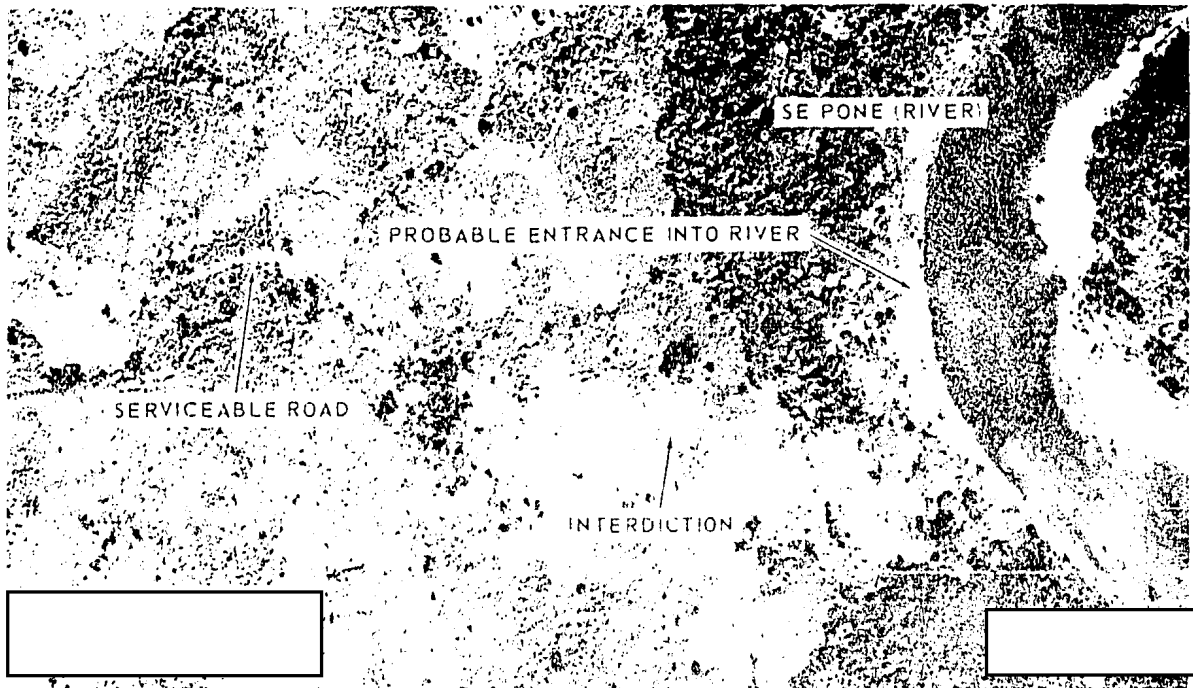 SE PONE (RIVER)
PROBABLE ENTRANCE INTO RIVER
SERVICEABLE ROAD
INTERDICTION